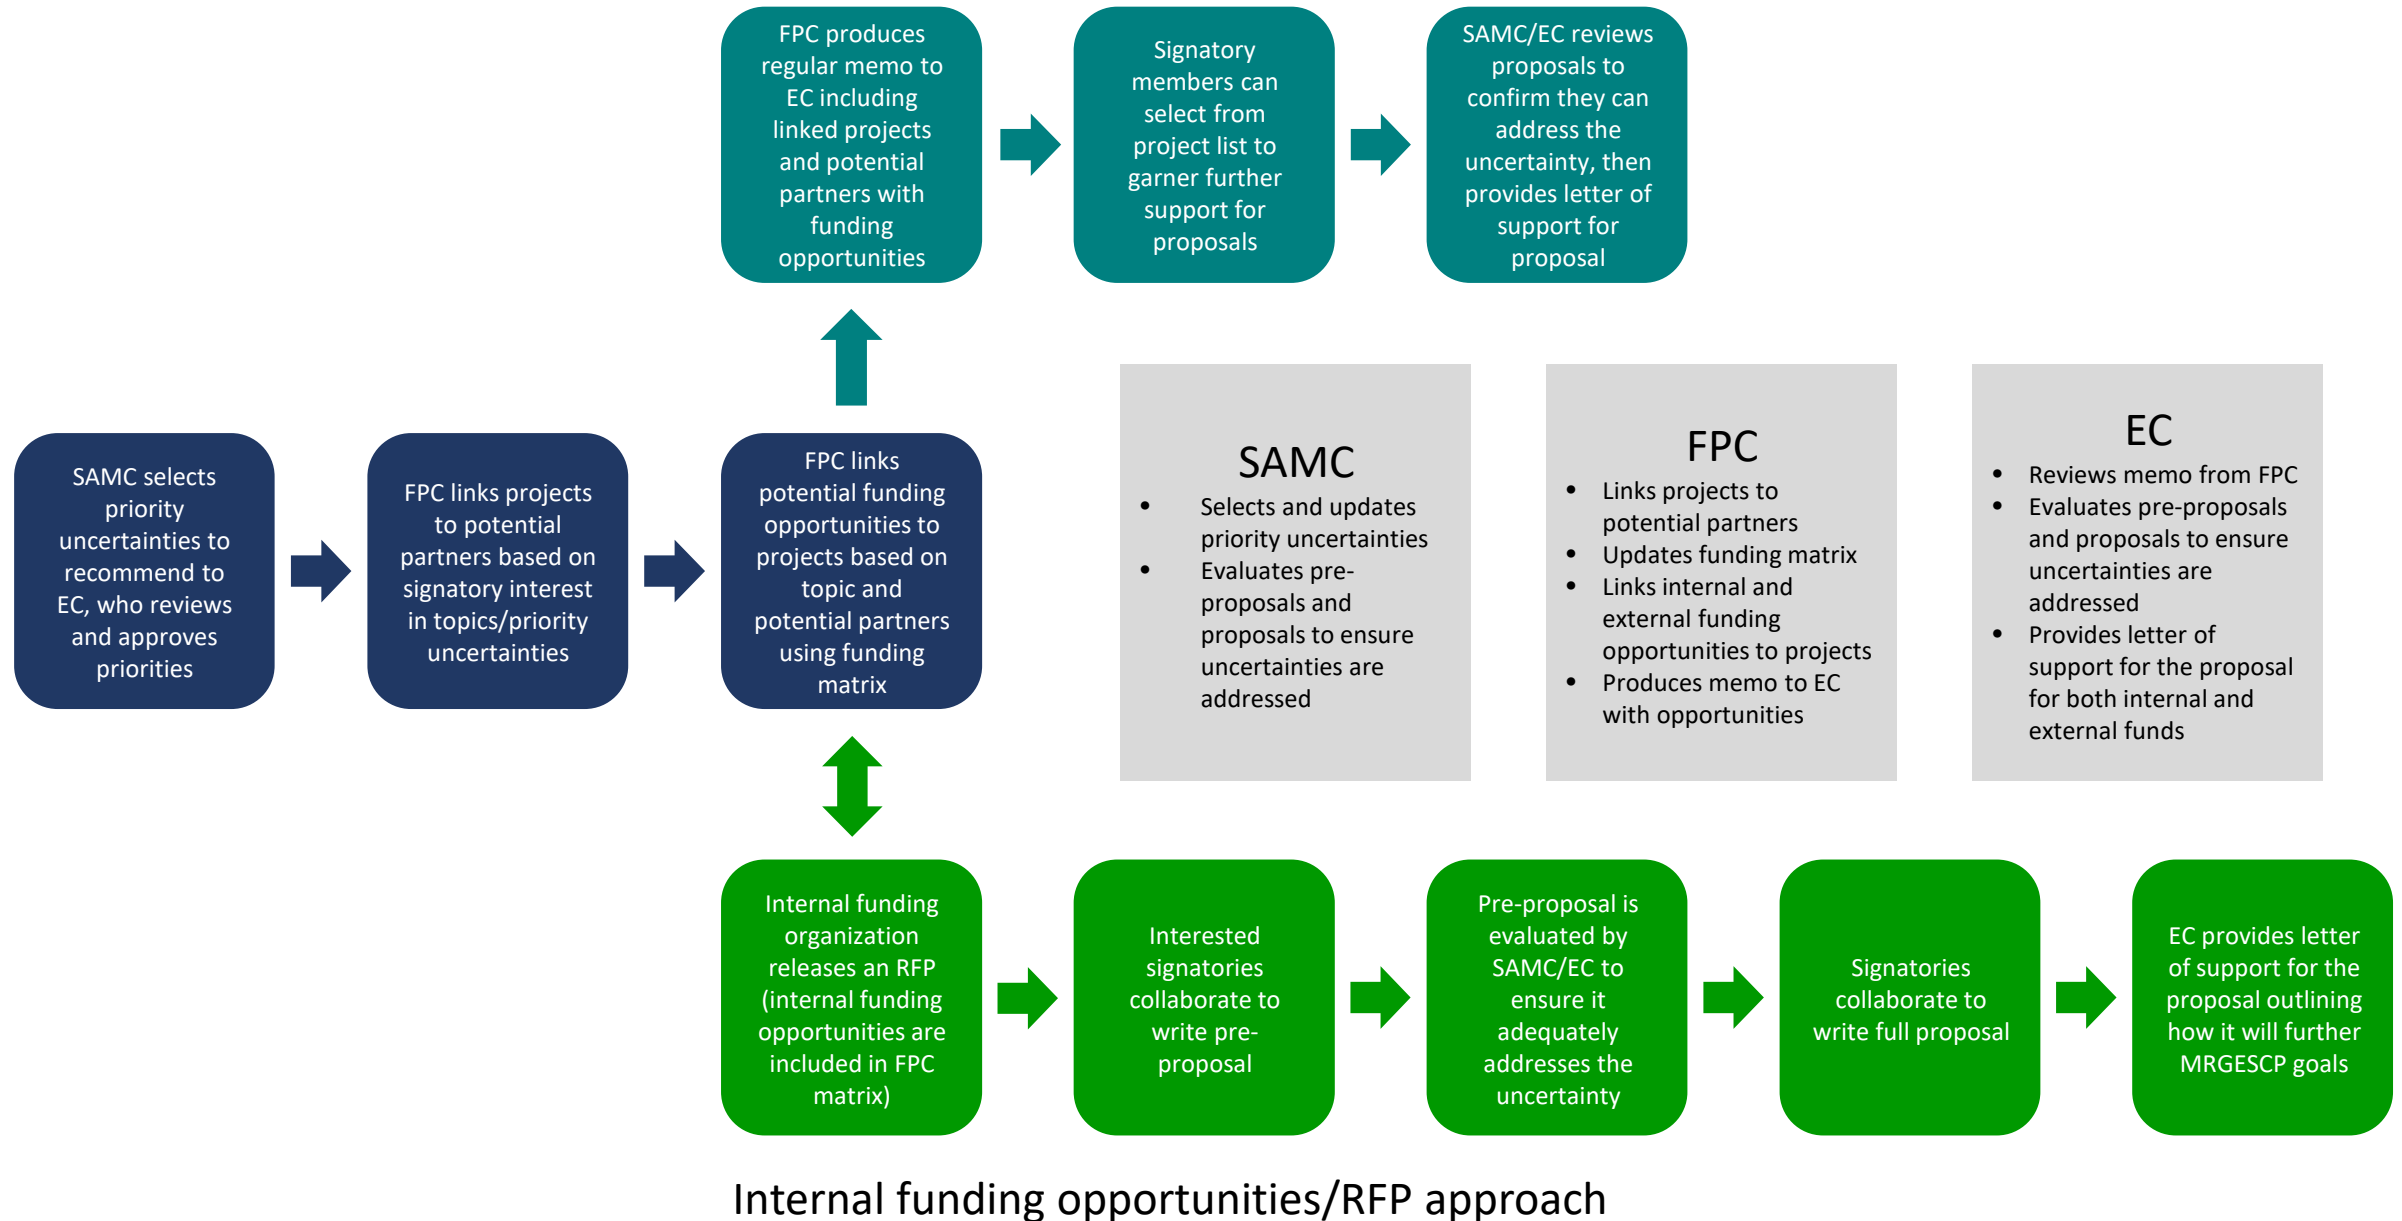 FPC produces
regular memo to
EC including
linked projects
and potential
partners with
funding
opportunities
Signatory
members can
select from
project list to
garner further
support for
proposals
SAMC/EC reviews
proposals to
confirm they can
address the
uncertainty, then
provides letter of
support for
proposal
SAMC selects
priority
uncertainties to
recommend to
EC, who reviews
and approves
priorities
FPC links projects
to potential
partners based on
signatory interest
in topics/priority
uncertainties
FPC links
potential funding
opportunities to
projects based on
topic and
potential partners
using funding
matrix
SAMC
• Selects and updates
priority uncertainties
• Evaluates pre-
proposals and
proposals to ensure
uncertainties are
addressed
FPC
• Links projects to
potential partners
• Updates funding matrix
• Links internal and
external funding
opportunities to projects
• Produces memo to EC
with opportunities
EC
• Reviews memo from FPC
• Evaluates pre-proposals
and proposals to ensure
uncertainties are
addressed
• Provides letter of
support for the proposal
for both internal and
external funds
Internal funding
organization
releases an RFP
(internal funding
opportunities are
included in FPC
matrix)
Interested
signatories
collaborate to
write pre-
proposal
Pre-proposal is
evaluated by
SAMC/EC to
ensure it
adequately
addresses the
uncertainty
Signatories
collaborate to
write full proposal
EC provides letter
of support for the
proposal outlining
how it will further
MRGESCP goals
Internal funding opportunities/RFP approach